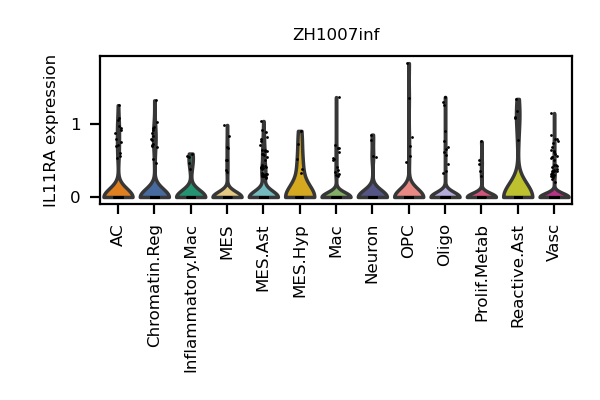 ZH1007inf
IL11RA expression
1
0
AC
Chromatin.Reg
Inflammatory.Mac
MES
MES.Ast
MES.Hyp
Mac
Neuron
OPC
Oligo
Prolif.Metab
Reactive.Ast
Vasc